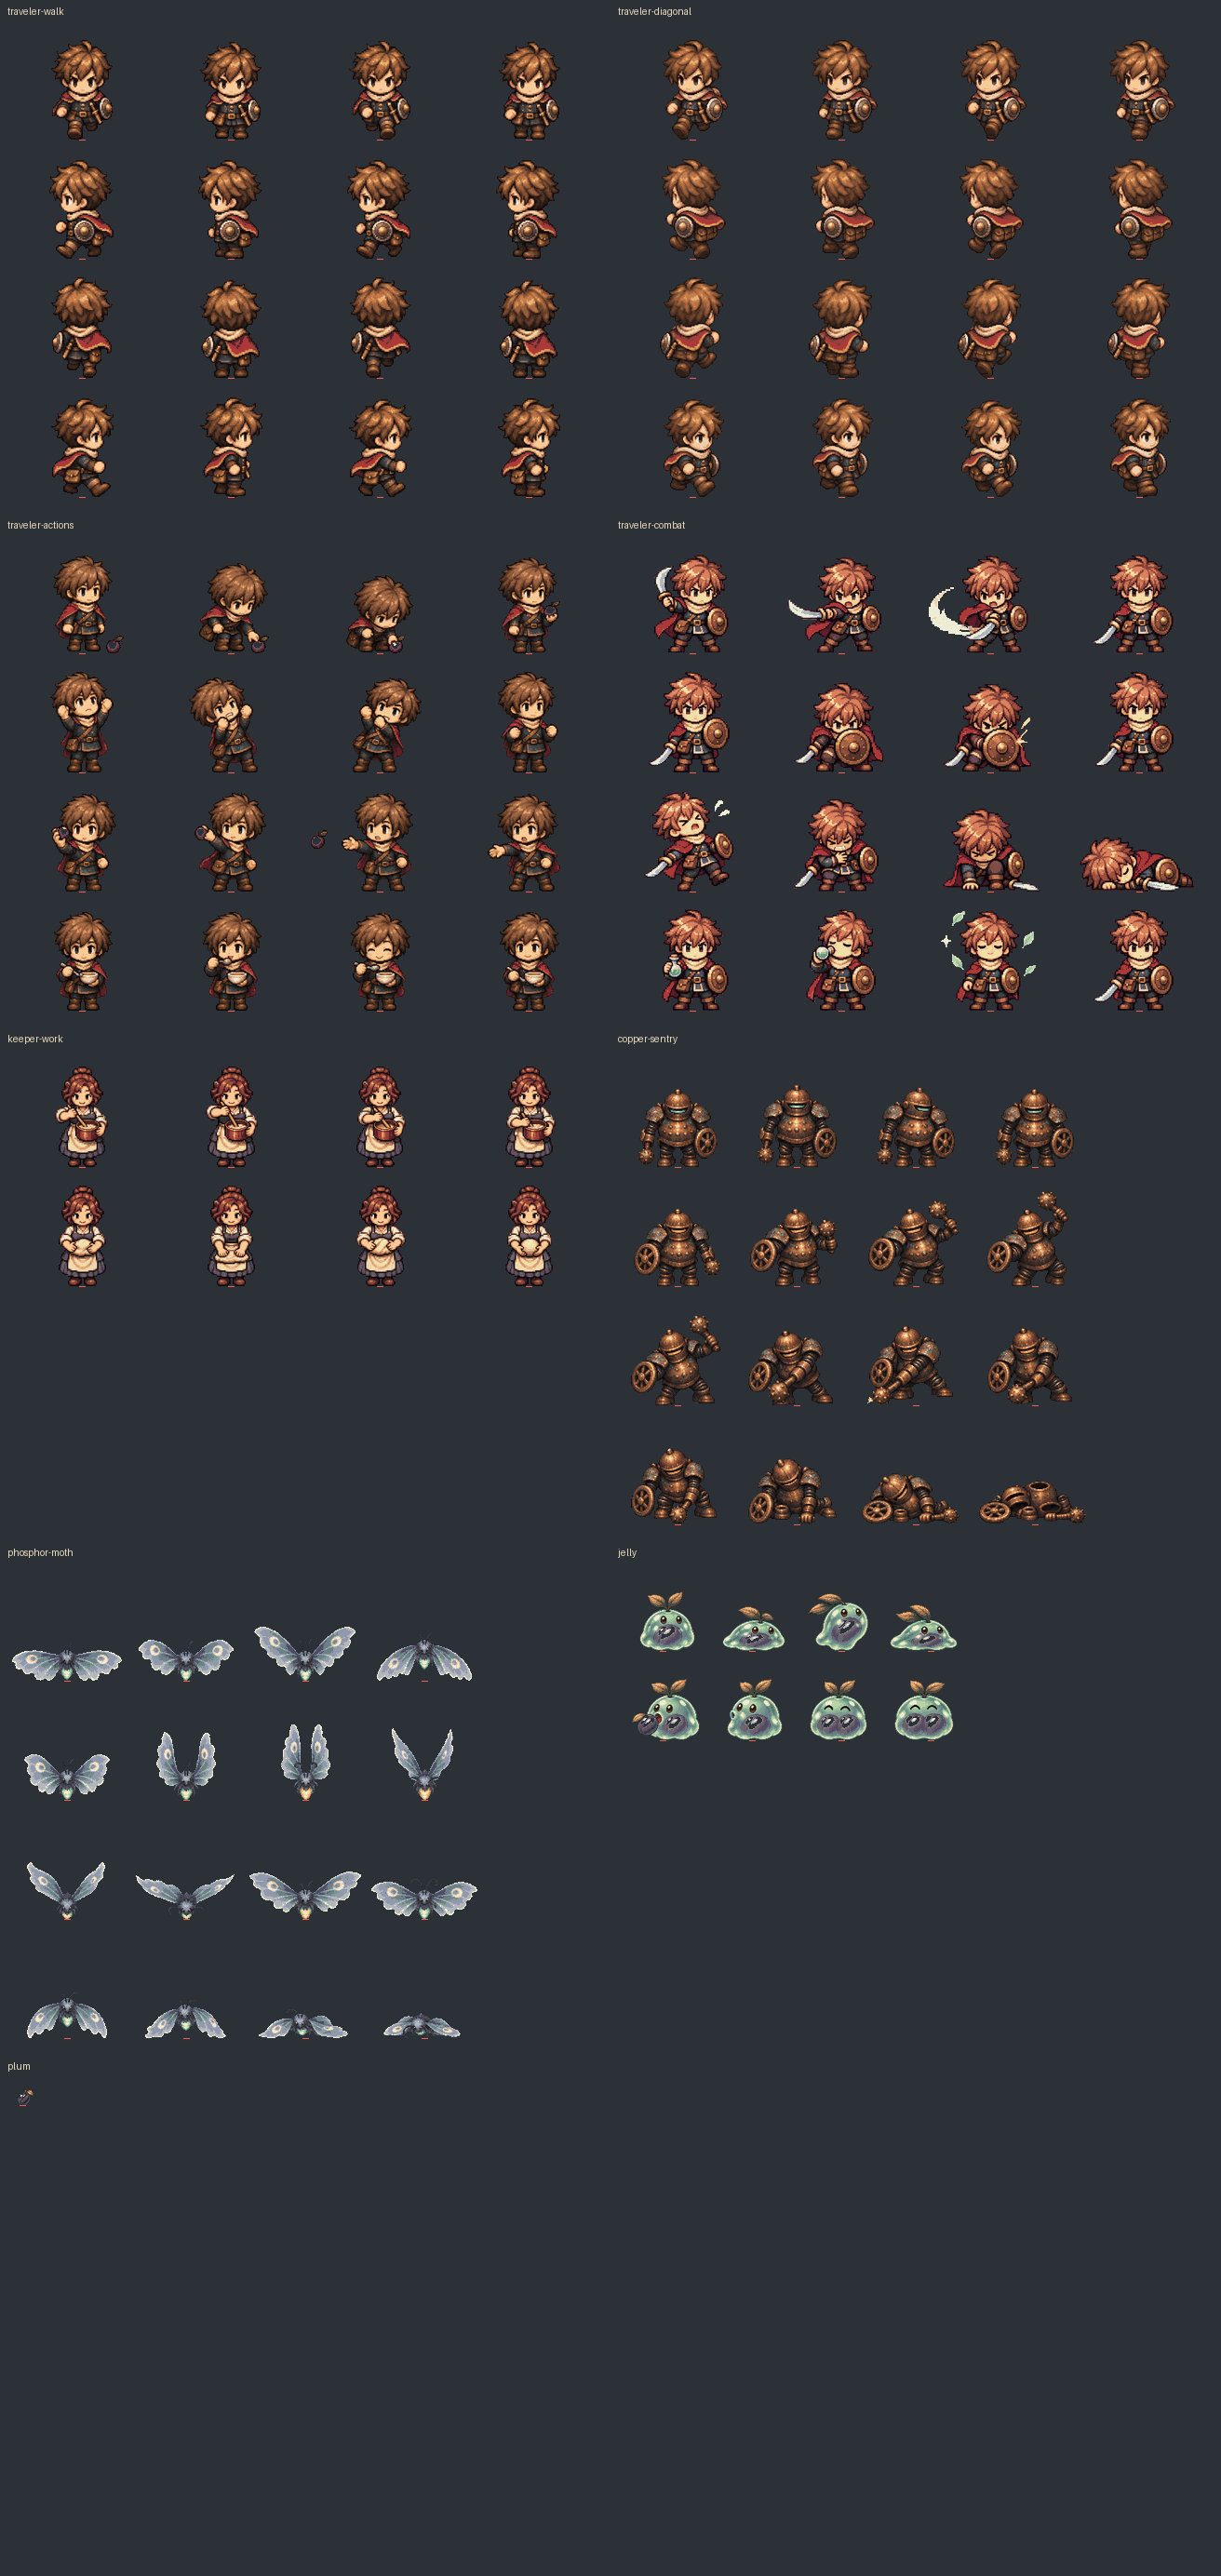 traveler-walk
traveler-diagonal
traveler-actions
traveler-combat
keeper-work
copper-sentry
phosphor-moth
jelly
plum